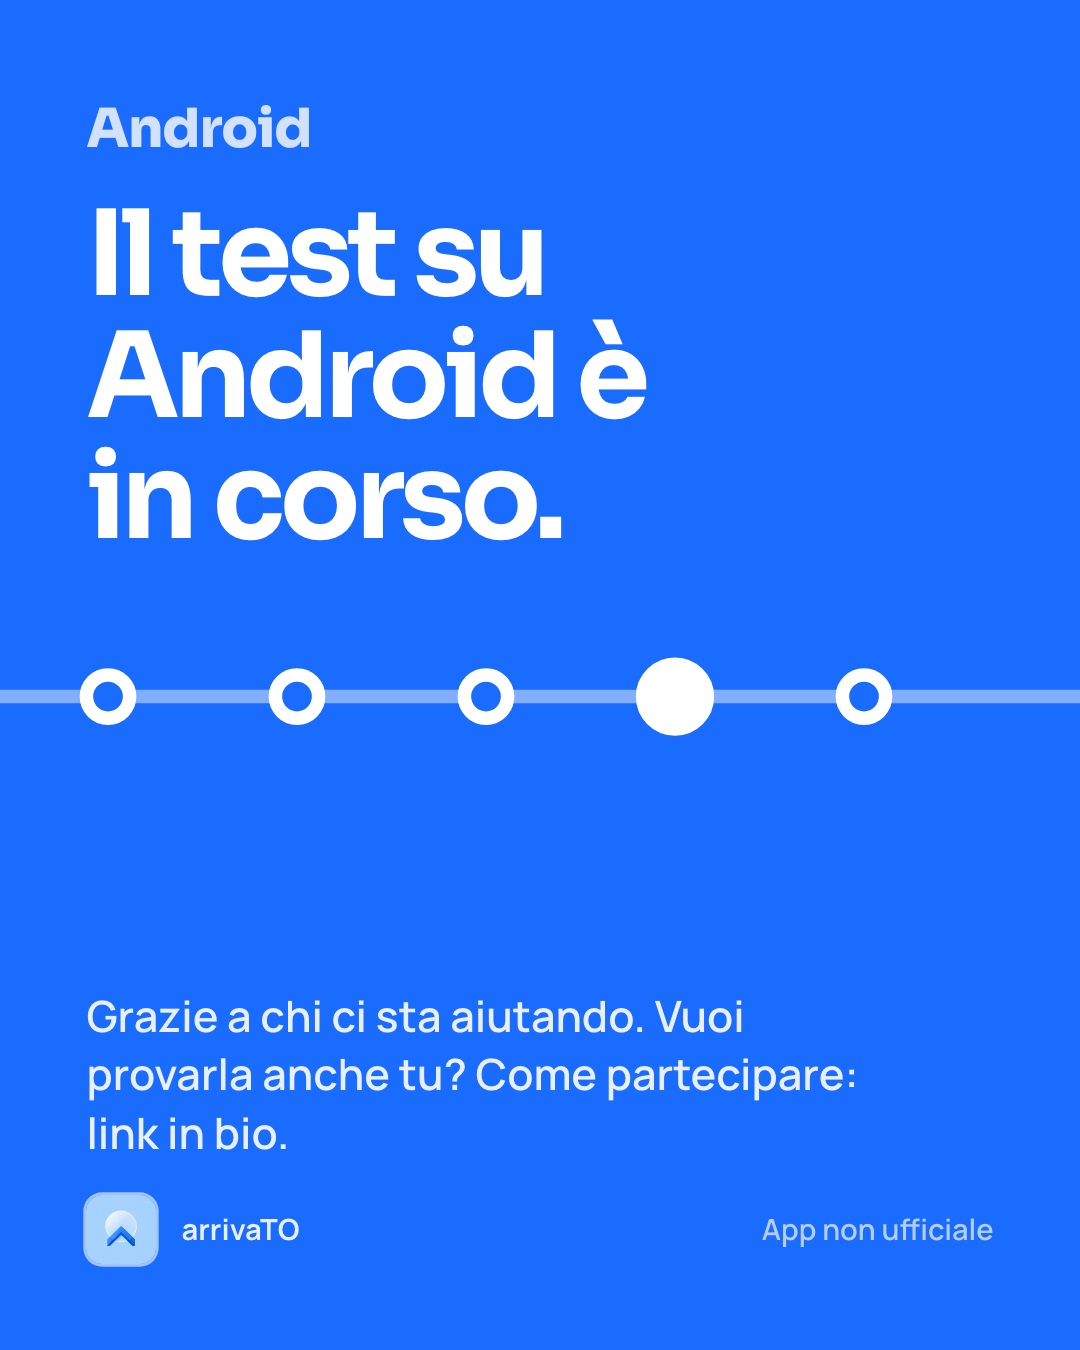 Android
Il test su
Android è
in corso.
Grazie a chi ci sta aiutando. Vuoi
provarla anche tu? Come partecipare:
link in bio.
arrivaTO
App non ufficiale